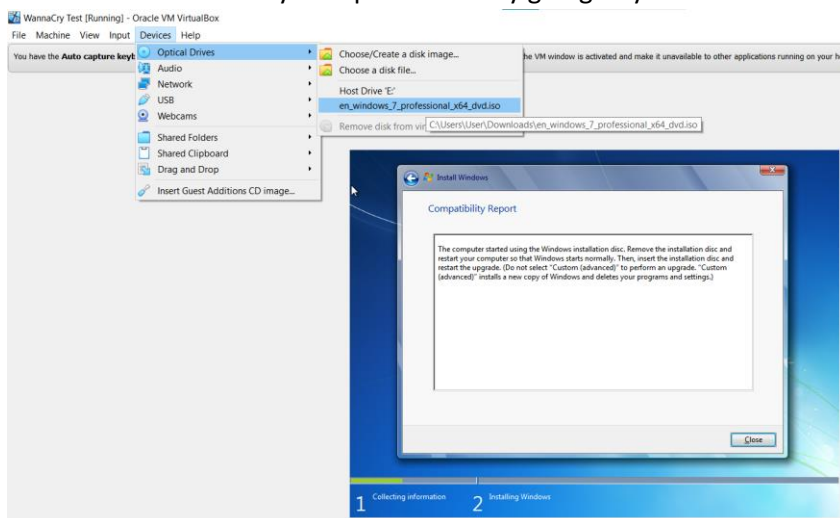 WannaCry Test [Running] - Oracle VM VirtualBox
File Machine View Input Devices Help
You have the Auto capture keyb
he VM window is activated and make it unavailable to other applications running on your h
Optical Drives
Audio
Network
USB
Webcams
Shared Folders
Shared Clipboard
Drag and Drop
Insert Guest Additions CD image...
Choose/Create a disk image...
Choose a disk file...
Host Drive 'E:'
en_windows_7_professional_x64_dvd.iso
Remove disk from vir
C:\Users\User\Downloads\en_windows_7_professional_x64_dvd.iso
Install Windows
Compatibility Report
The computer started using the Windows installation disc. Remove the installation disc and
restart your computer so that Windows starts normally. Then, insert the installation disc and
restart the upgrade. (Do not select "Custom (advanced)" to perform an upgrade. "Custom
(advanced)" installs a new copy of Windows and deletes your programs and settings.)
Close
1 Collecting information 2 Installing Windows